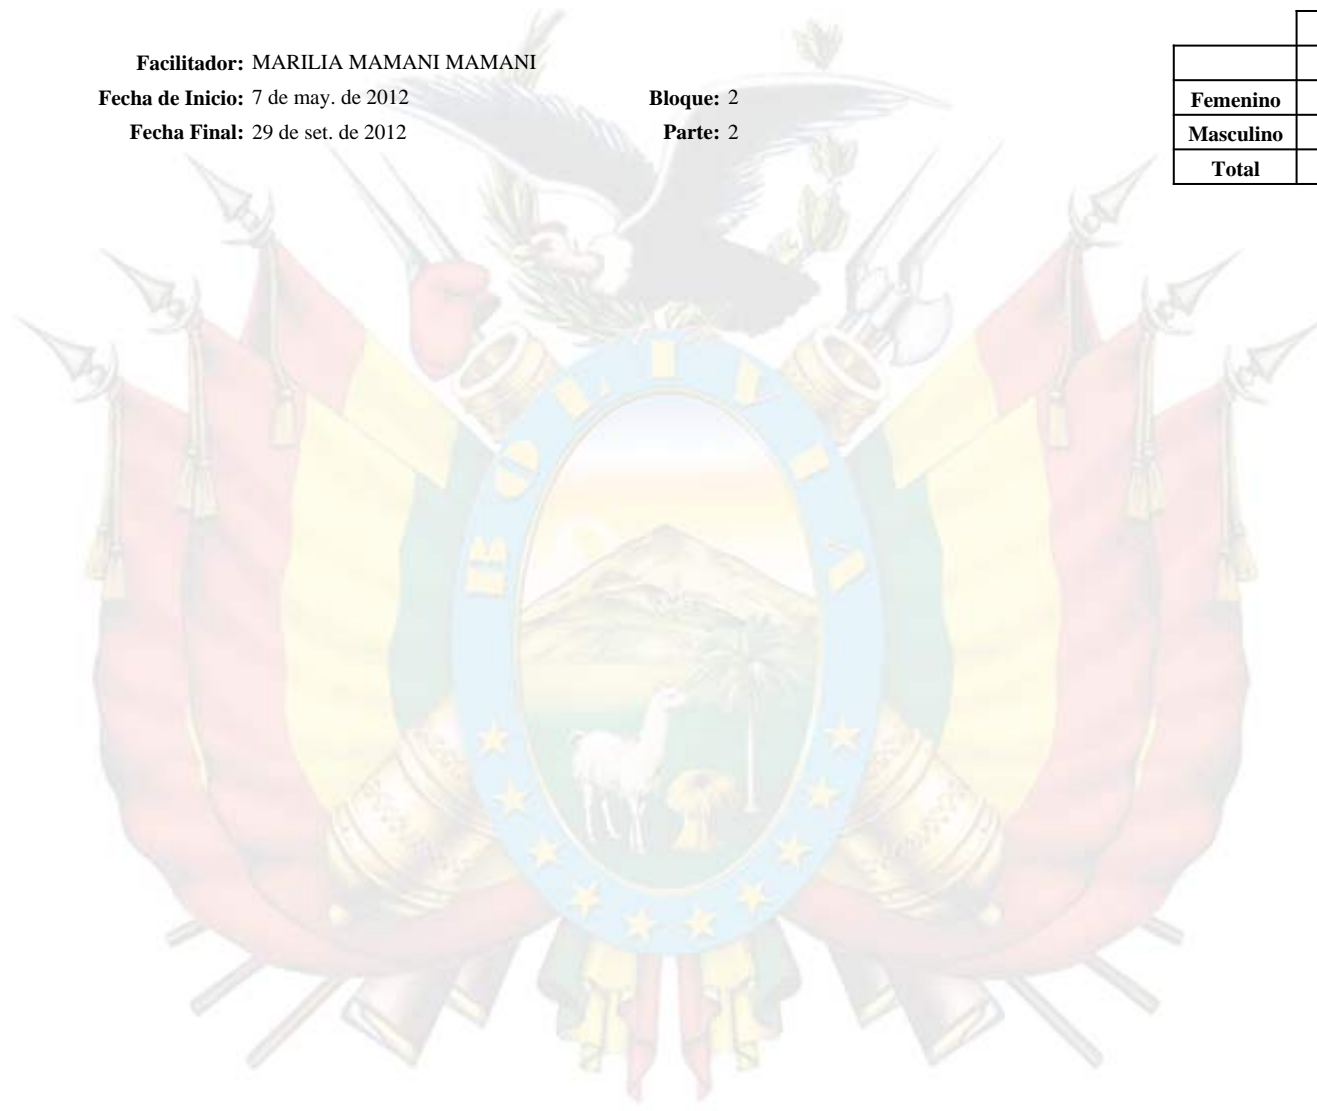 Facilitador: MARILIA MAMANI MAMANI
Fecha de Inicio: 7 de may. de 2012 Bloque: 2
Fecha Final: 29 de set. de 2012 Parte: 2
Femenino
Masculino
Total
BOLIVIA